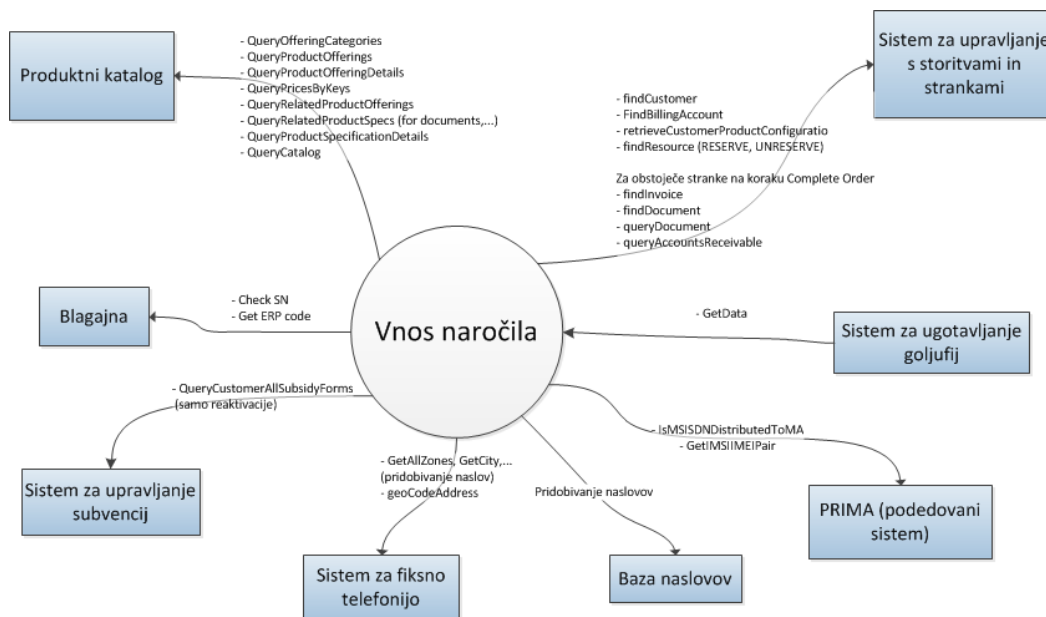 Produktni katalog
- QueryOfferingCategories
- QueryProductOfferings
- QueryProductOfferingDetails
- QueryPricesByKeys
- QueryRelatedProductOfferings
- QueryRelatedProductSpecs (for documents,...)
- QueryProductSpecificationDetails
- QueryCatalog
Sistem za upravljanje
s storitvami in
strankami
- findCustomer
- FindBillingAccount
- retrieveCustomerProductConfiguratio
- findResource (RESERVE, UNRESERVE)
Za obstoječe stranke na koraku Complete Order
- findInvoice
- findDocument
- queryDocument
- queryAccountsReceivable
Blagajna
- Check SN
- Get ERP code
Vnos naročila
- GetData
Sistem za ugotavljanje
goljufij
- QueryCustomerAllSubsidyForms
(samo reaktivacije)
Sistem za upravljanje
subvencij
- GetAllZones, GetCity,...
(pridobivanje naslov)
- geoCodeAddress
Sistem za fiksno
telefonijo
Pridobivanje naslovov
Baza naslovov
- IsMSISDNDistributedToMA
- GetIMSIIMEIPair
PRIMA (podedovani
sistem)